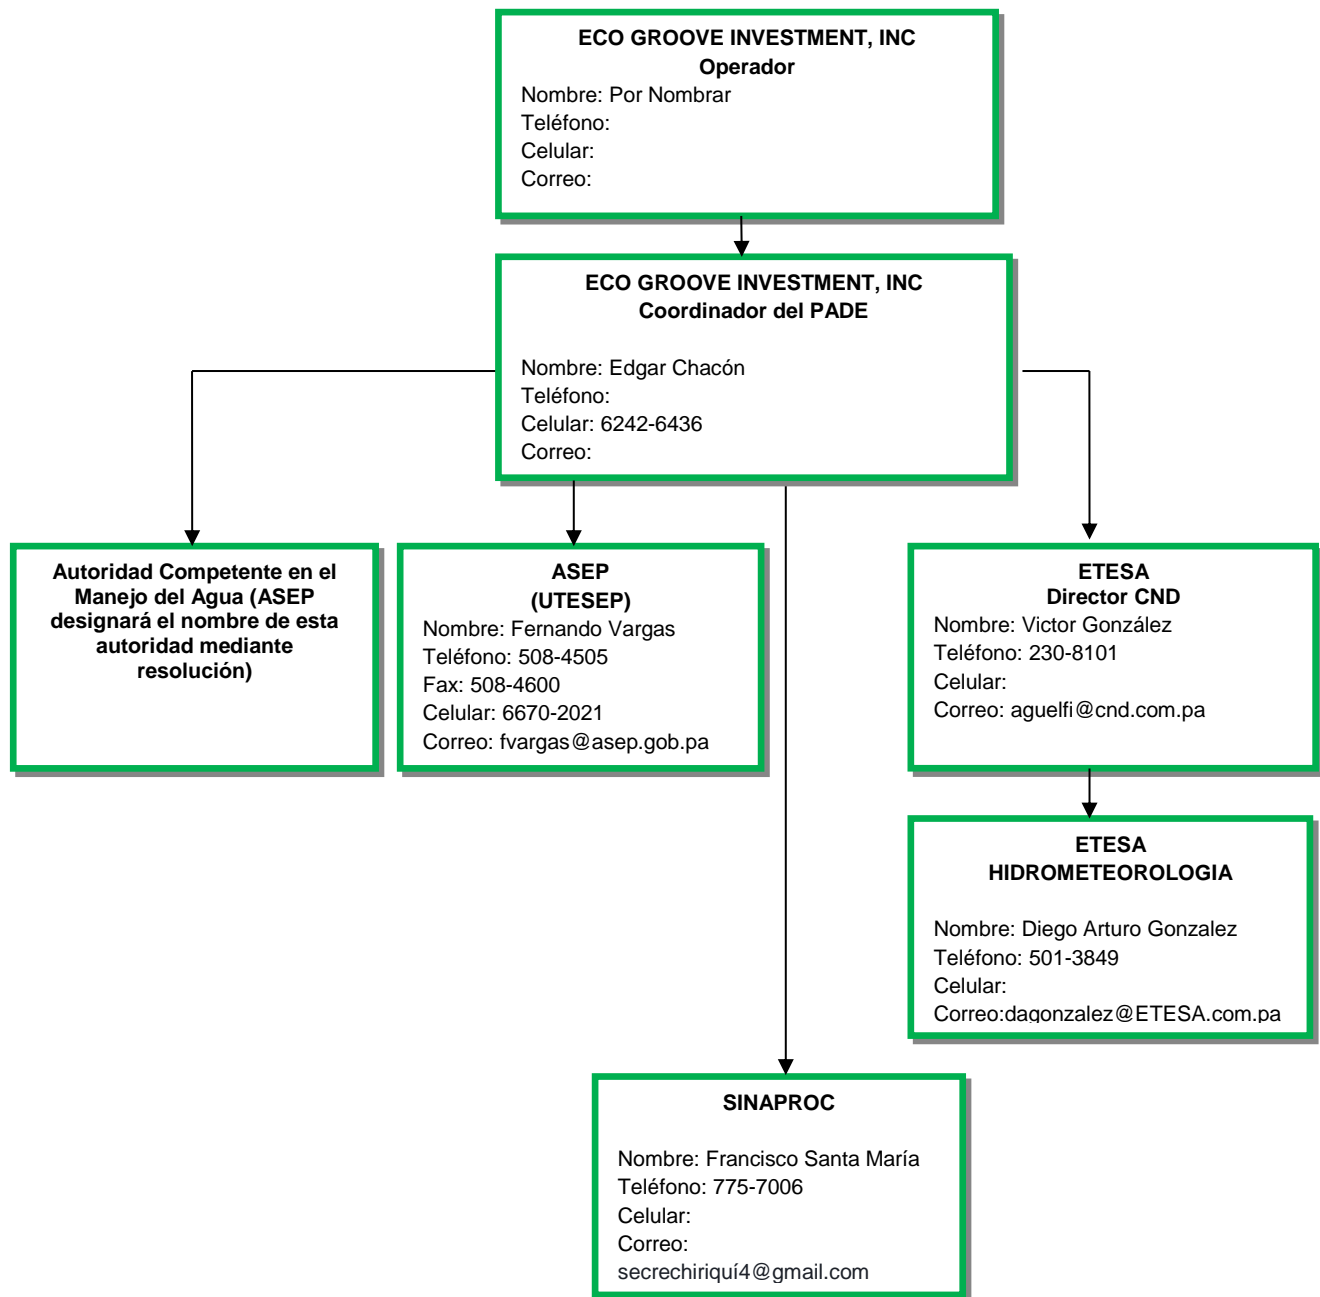 ECO GROOVE INVESTMENT, INC
Operador
Nombre: Por Nombrar
Teléfono:
Celular:
Correo:
ECO GROOVE INVESTMENT, INC
Coordinador del PADE
Nombre: Edgar Chacón
Teléfono:
Celular: 6242-6436
Correo:
Autoridad Competente en el
Manejo del Agua (ASEP
designará el nombre de esta
autoridad mediante
resolución)
ASEP
(UTESEP)
Nombre: Fernando Vargas
Teléfono: 508-4505
Fax: 508-4600
Celular: 6670-2021
Correo: fvargas@asep.gob.pa
ETESA
Director CND
Nombre: Victor González
Teléfono: 230-8101
Celular:
Correo: aguelfi@cnd.com.pa
ETESA
HIDROMETEOROLOGIA
Nombre: Diego Arturo Gonzalez
Teléfono: 501-3849
Celular:
Correo:dagonzalez@ETESA.com.pa
SINAPROC
Nombre: Francisco Santa María
Teléfono: 775-7006
Celular:
Correo:
secrechiriquí4@gmail.com